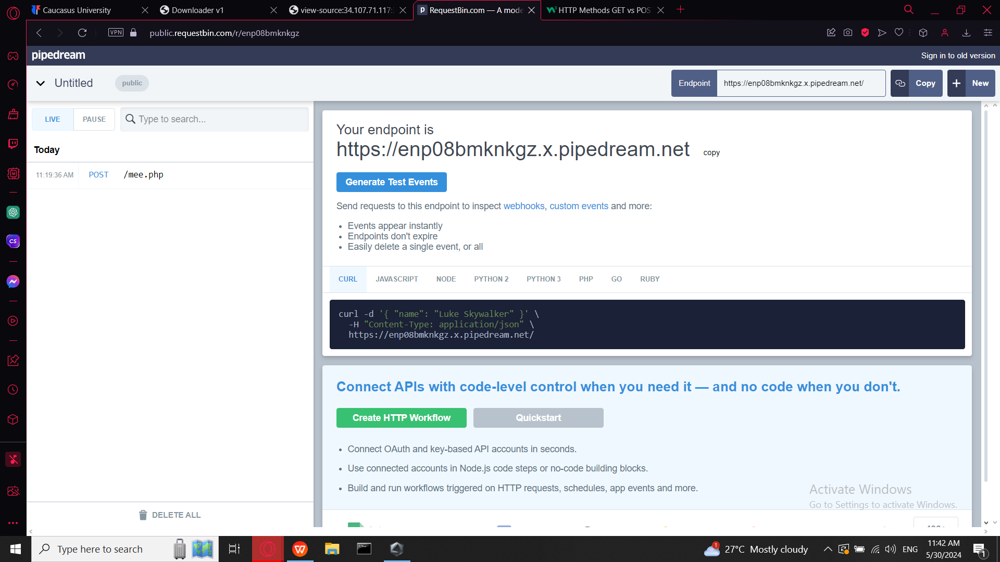 Caucasus University
Downloader v1
view-source:34.107.71.117:
RequestBin.com — A mode
HTTP Methods GET vs POS
VPN
public.requestbin.com/r/enp08bmknkgz
pipedream
Sign in to old version
Untitled
public
Endpoint
https://enp08bmknkgz.x.pipedream.net/
Copy
New
LIVE
PAUSE
Type to search...
Today
11:19:36 AM
POST
/mee.php
DELETE ALL
Your endpoint is
https://enp08bmknkgz.x.pipedream.net
copy
Generate Test Events
Send requests to this endpoint to inspect webhooks, custom events and more:
Events appear instantly
Endpoints don't expire
Easily delete a single event, or all
CURL
JAVASCRIPT
NODE
PYTHON 2
PYTHON 3
PHP
GO
RUBY
curl -d '{ "name": "Luke Skywalker" }' \
-H "Content-Type: application/json" \
https://enp08bmknkgz.x.pipedream.net/
Connect APIs with code-level control when you need it — and no code when you don't.
Create HTTP Workflow
Quickstart
Connect OAuth and key-based API accounts in seconds.
Use connected accounts in Node.js code steps or no-code building blocks.
Build and run workflows triggered on HTTP requests, schedules, app events and more.
Activate Windows
Go to Settings to activate Windows.
Type here to search
1
27°C Mostly cloudy
ENG
11:42 AM
5/30/2024
1
CS